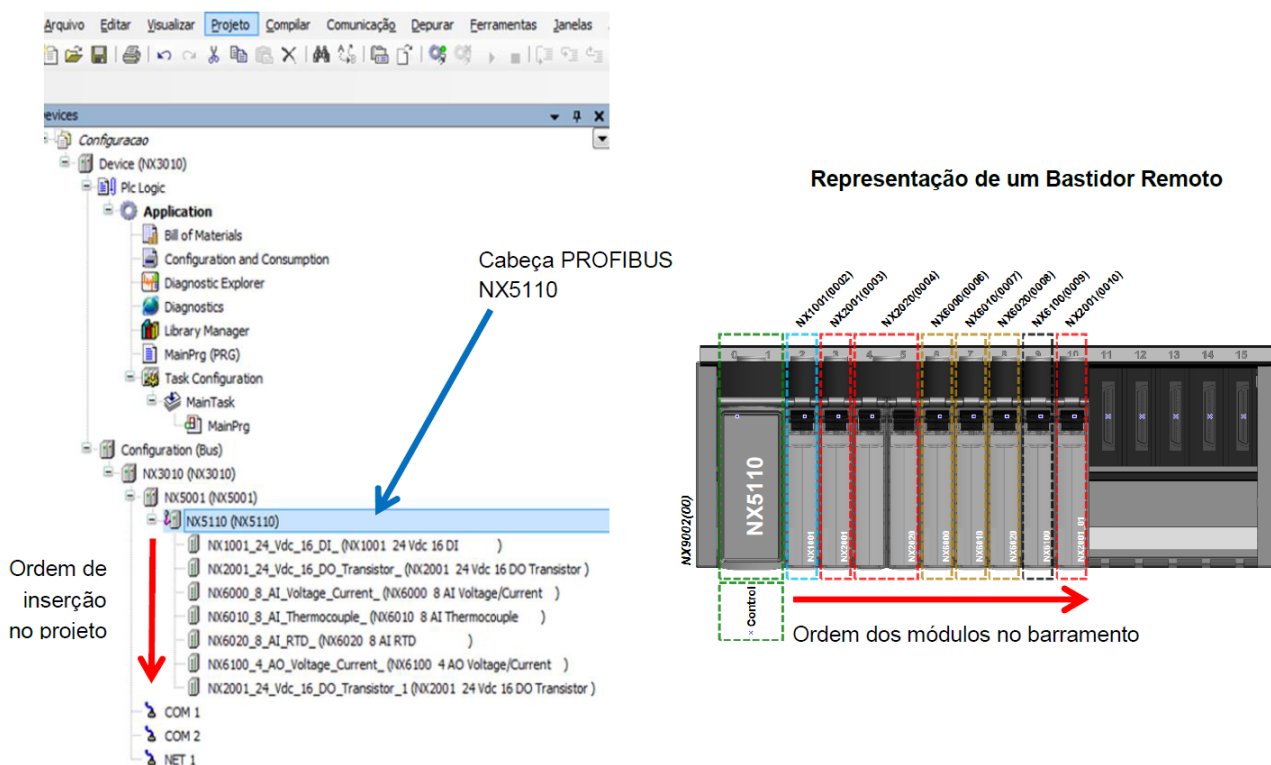 Arquivo Editar Visualizar Projeto Compilar Comunicação Depurar Ferramentas Janelas
evices
Configuracao
Device (NX3010)
Plc Logic
Application
Bill of Materials
Configuration and Consumption
Diagnostic Explorer
Diagnostics
Library Manager
MainPrg (PRG)
Task Configuration
MainTask
MainPrg
Configuration (Bus)
NX3010 (NX3010)
NX5001 (NX5001)
NX5110 (NX5110)
NX1001_24_Vdc_16_DI_ (NX1001 24 Vdc 16 DI )
NX2001_24_Vdc_16_DO_Transistor_ (NX2001 24 Vdc 16 DO Transistor )
NX6000_8_AI_Voltage_Current_ (NX6000 8 AI Voltage/Current )
NX6010_8_AI_Thermocouple_ (NX6010 8 AI Thermocouple )
NX6020_8_AI_RTD_ (NX6020 8 AI RTD )
NX6100_4_AO_Voltage_Current_ (NX6100 4 AO Voltage/Current )
NX2001_24_Vdc_16_DO_Transistor_1 (NX2001 24 Vdc 16 DO Transistor )
COM 1
COM 2
NET 1
Ordem de
inserção
no projeto
Cabeça PROFIBUS
NX5110
Representação de um Bastidor Remoto
NX1001(0002)
NX2001(0003)
NX2020(0004)
NX6000(0006)
NX6010(0007)
NX6020(0008)
NX6100(0009)
NX2001(0010)
0 1 2 3 4 5 6 7 8 9 10 11 12 13 14 15
NX9002(00)
NX5110
NX1001
NX2001
NX2020
NX6000
NX6010
NX6020
NX6100
NX2001_01
Control
Ordem dos módulos no barramento